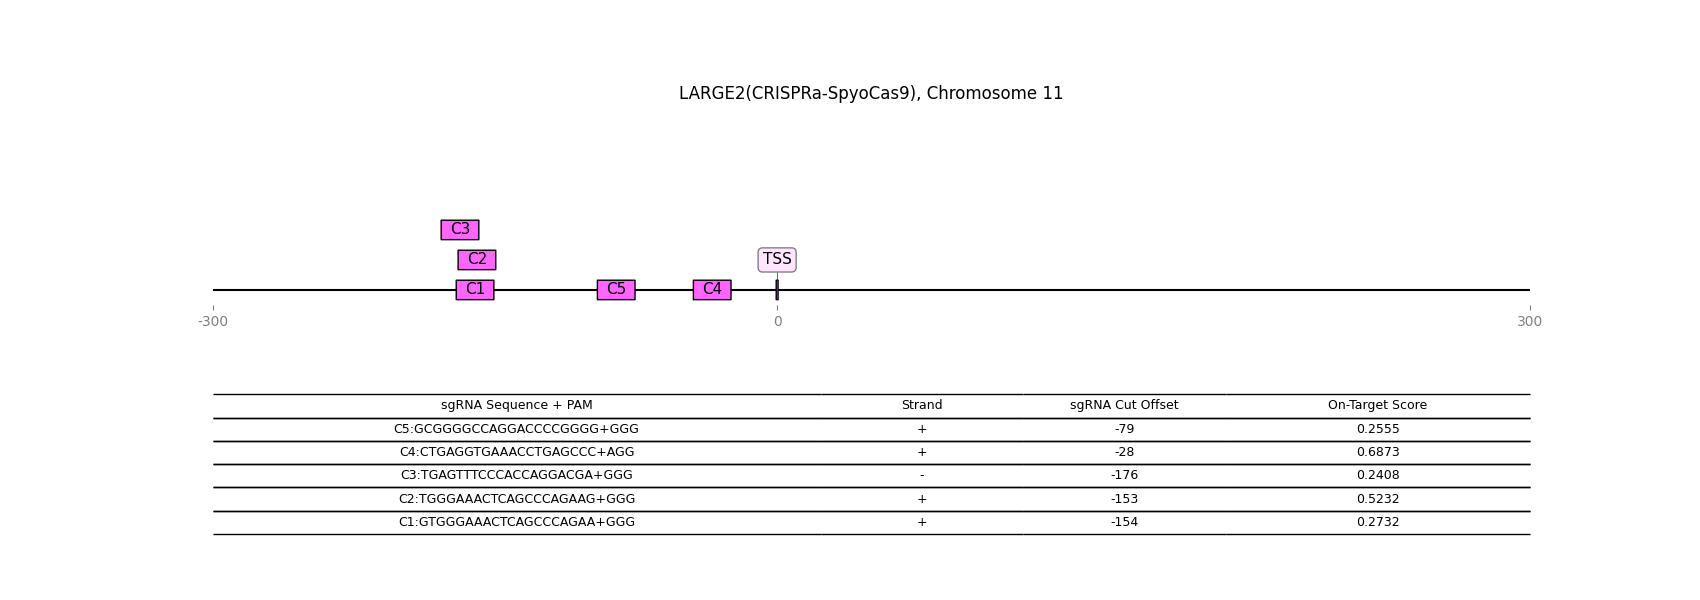 LARGE2(CRISPRa-SpyoCas9), Chromosome 11
C3
C2
TSS
C1 C5 C4
-300 0 300
sgRNA Sequence + PAM Strand sgRNA Cut Offset On-Target Score
C5:GCGGGGCCAGGACCCCGGGG+GGG + -79 0.2555
C4:CTGAGGTGAAACCTGAGCCC+AGG + -28 0.6873
C3:TGAGTTTCCCACCAGGACGA+GGG - -176 0.2408
C2:TGGGAAACTCAGCCCAGAAG+GGG + -153 0.5232
C1:GTGGGAAACTCAGCCCAGAA+GGG + -154 0.2732